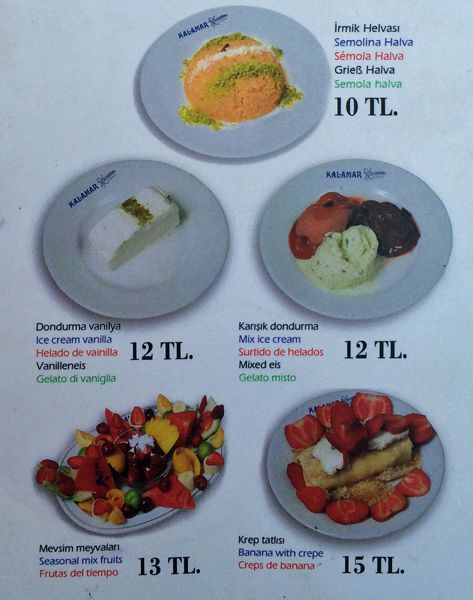 KALAMAR
İrmik Helvası
Semolina Halva
Sémola Halva
Grieß Halva
Semola halva
10 TL.
KALAMAR
Dondurma vanilya
Ice cream vanilla
Helado de vainilla
Vanilleneis
Gelato di vaniglia
12 TL.
KALAMAR
Karışık dondurma
Mix ice cream
Surtido de helados
Mixed eis
Gelato misto
12 TL.
Mevsim meyvaları
Seasonal mix fruits
Frutas del tiempo
13 TL.
KALAMAR
Krep tatlısı
Banana with crepe
Creps de banana
15 TL.